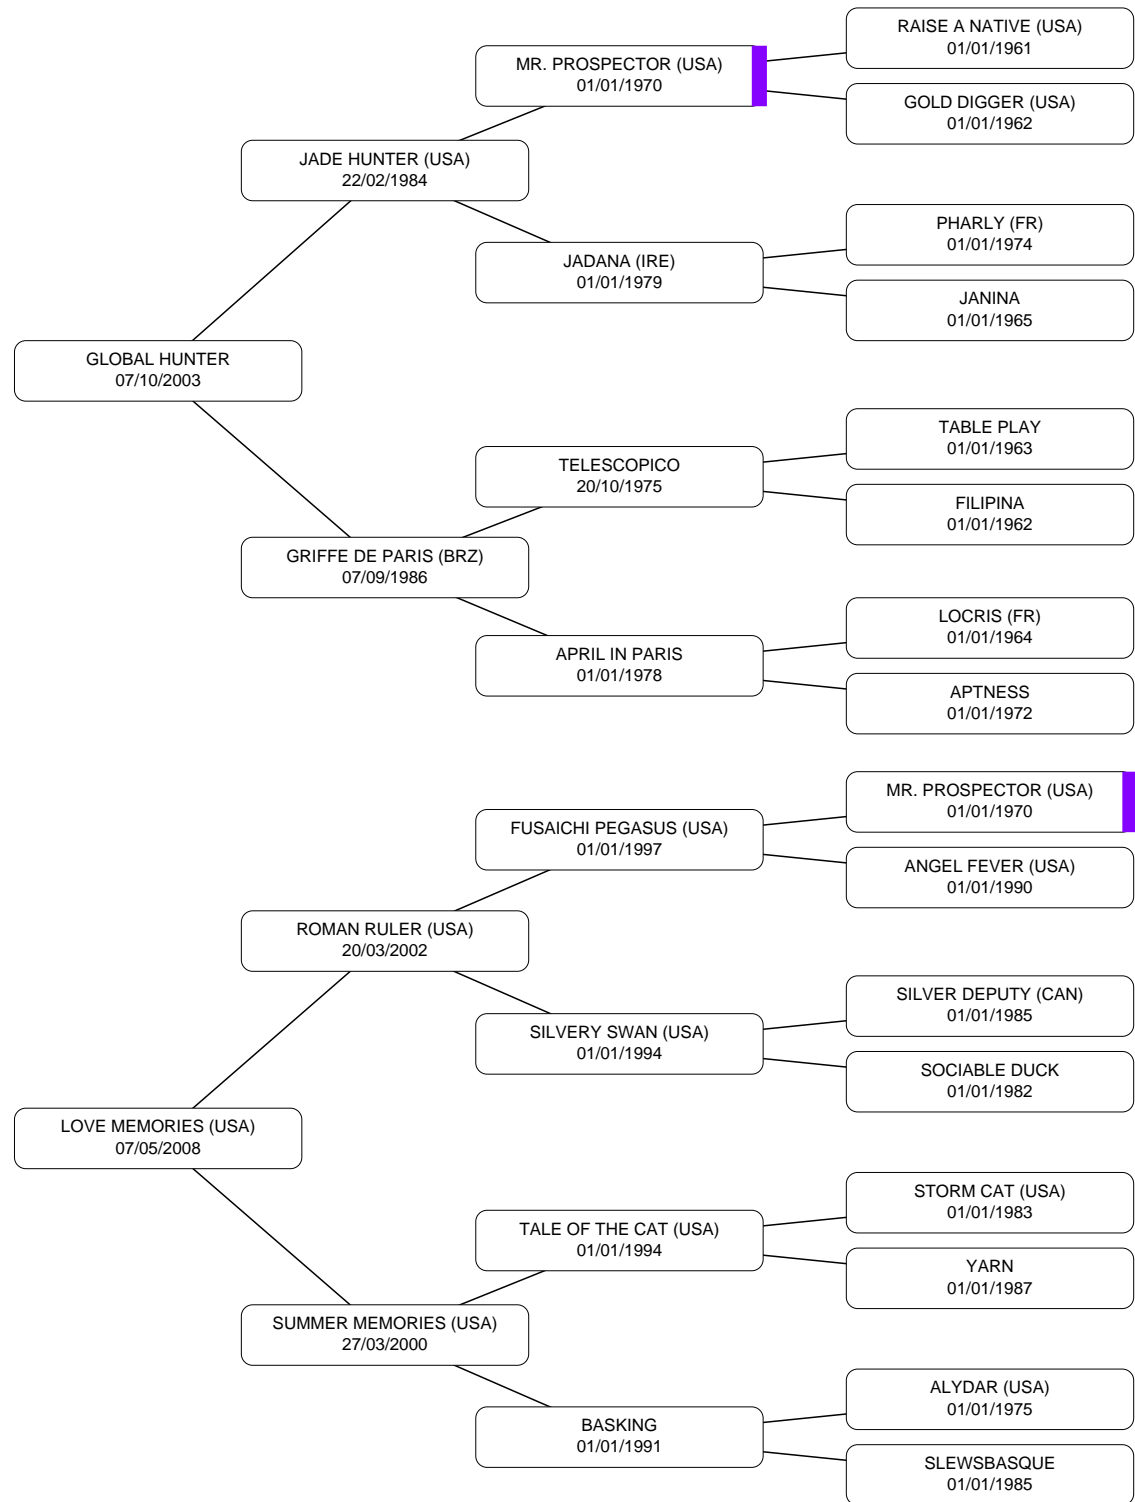 RAISE A NATIVE (USA)
01/01/1961
MR. PROSPECTOR (USA)
01/01/1970
GOLD DIGGER (USA)
01/01/1962
JADE HUNTER (USA)
22/02/1984
PHARLY (FR)
01/01/1974
JADANA (IRE)
01/01/1979
JANINA
01/01/1965
GLOBAL HUNTER
07/10/2003
TABLE PLAY
01/01/1963
TELESCOPICO
20/10/1975
FILIPINA
01/01/1962
GRIFFE DE PARIS (BRZ)
07/09/1986
LOCRIS (FR)
01/01/1964
APRIL IN PARIS
01/01/1978
APTNESS
01/01/1972
MR. PROSPECTOR (USA)
01/01/1970
FUSAICHI PEGASUS (USA)
01/01/1997
ANGEL FEVER (USA)
01/01/1990
ROMAN RULER (USA)
20/03/2002
SILVER DEPUTY (CAN)
01/01/1985
SILVERY SWAN (USA)
01/01/1994
SOCIABLE DUCK
01/01/1982
LOVE MEMORIES (USA)
07/05/2008
STORM CAT (USA)
01/01/1983
TALE OF THE CAT (USA)
01/01/1994
YARN
01/01/1987
SUMMER MEMORIES (USA)
27/03/2000
ALYDAR (USA)
01/01/1975
BASKING
01/01/1991
SLEWSBASQUE
01/01/1985